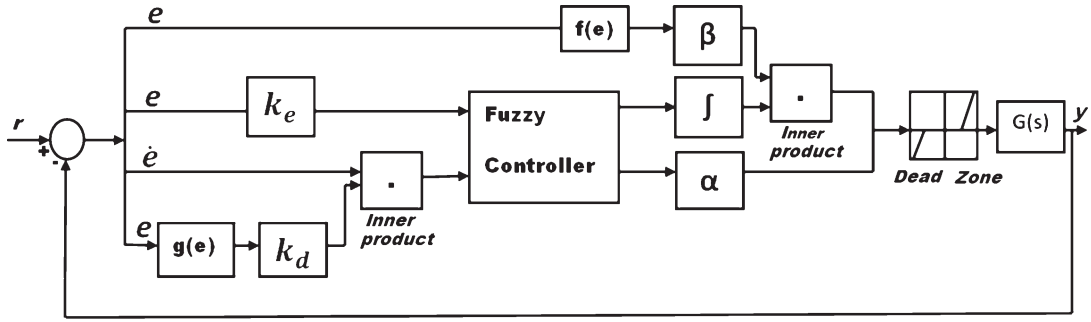 e
f(e)
β
e
k_e
Fuzzy
Controller
∫
.
Inner
product
r
+
-
ė
.
Inner
product
α
Dead Zone
G(s)
y
e
g(e)
k_d